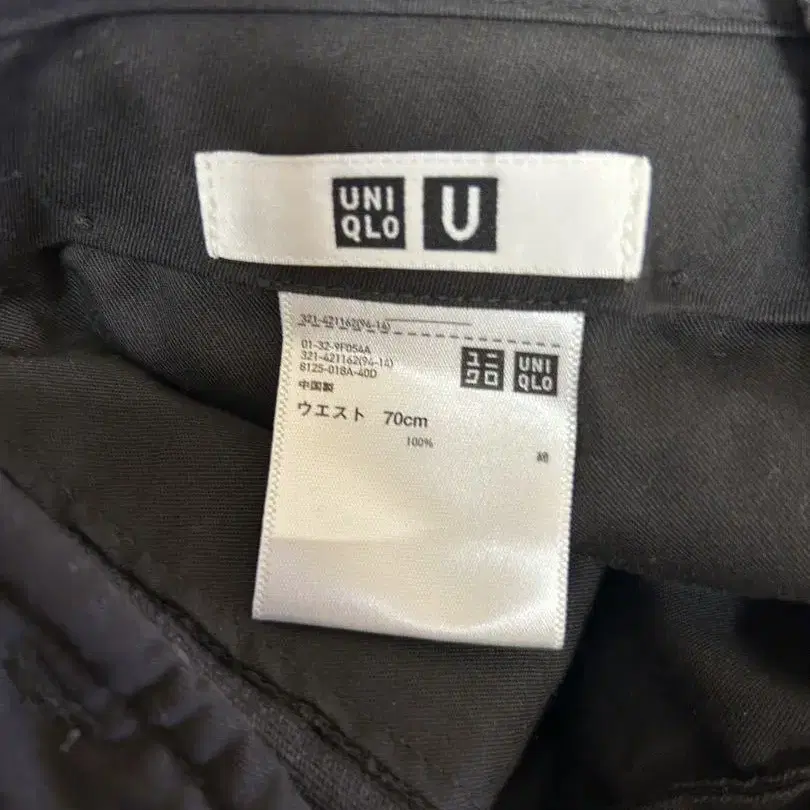 UNI
QLO
U
321-421162(94-14)
01-32-9F054A
321-421162(94-14)
8125-018A-40D
ユニ
クロ
UNI
QLO
中国製
ウエスト 70cm
100%
綿